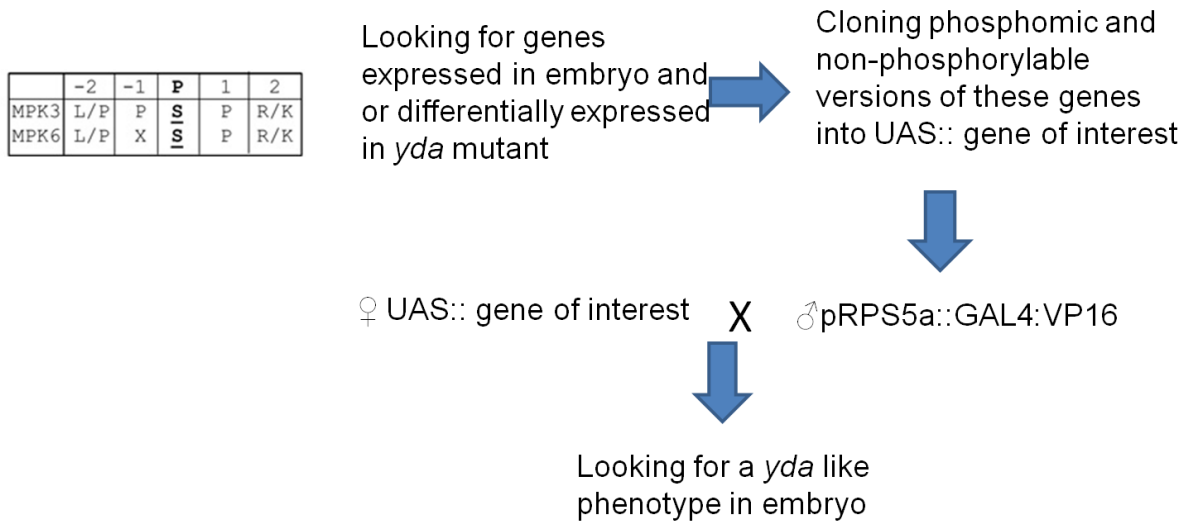 -2 -1 P 1 2
MPK3 L/P P S P R/K
MPK6 L/P X S P R/K
Looking for genes
expressed in embryo and
or differentially expressed
in yda mutant
Cloning phosphomic and
non-phosphorylable
versions of these genes
into UAS:: gene of interest
♀ UAS:: gene of interest X ♂pRPS5a::GAL4:VP16
Looking for a yda like
phenotype in embryo